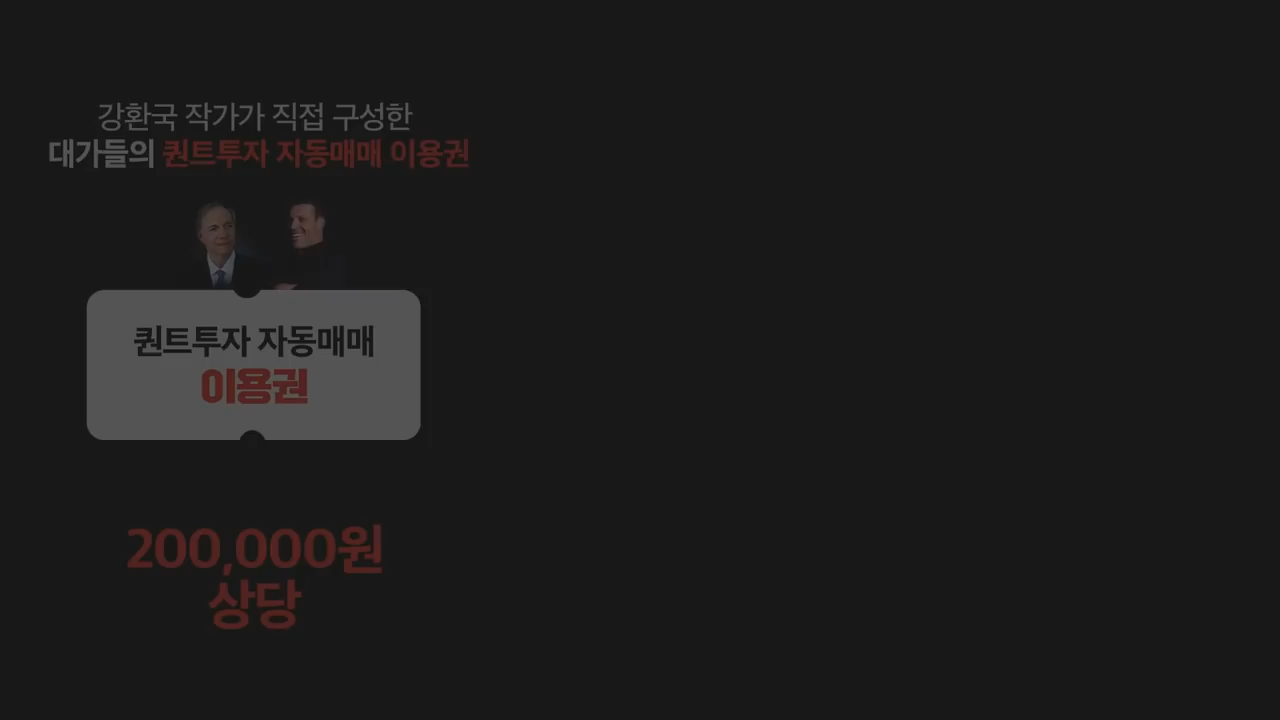 강환국 작가가 직접 구성한
대가들의 퀀트투자 자동매매 이용권
퀀트투자 자동매매
이용권
200,000원
상당